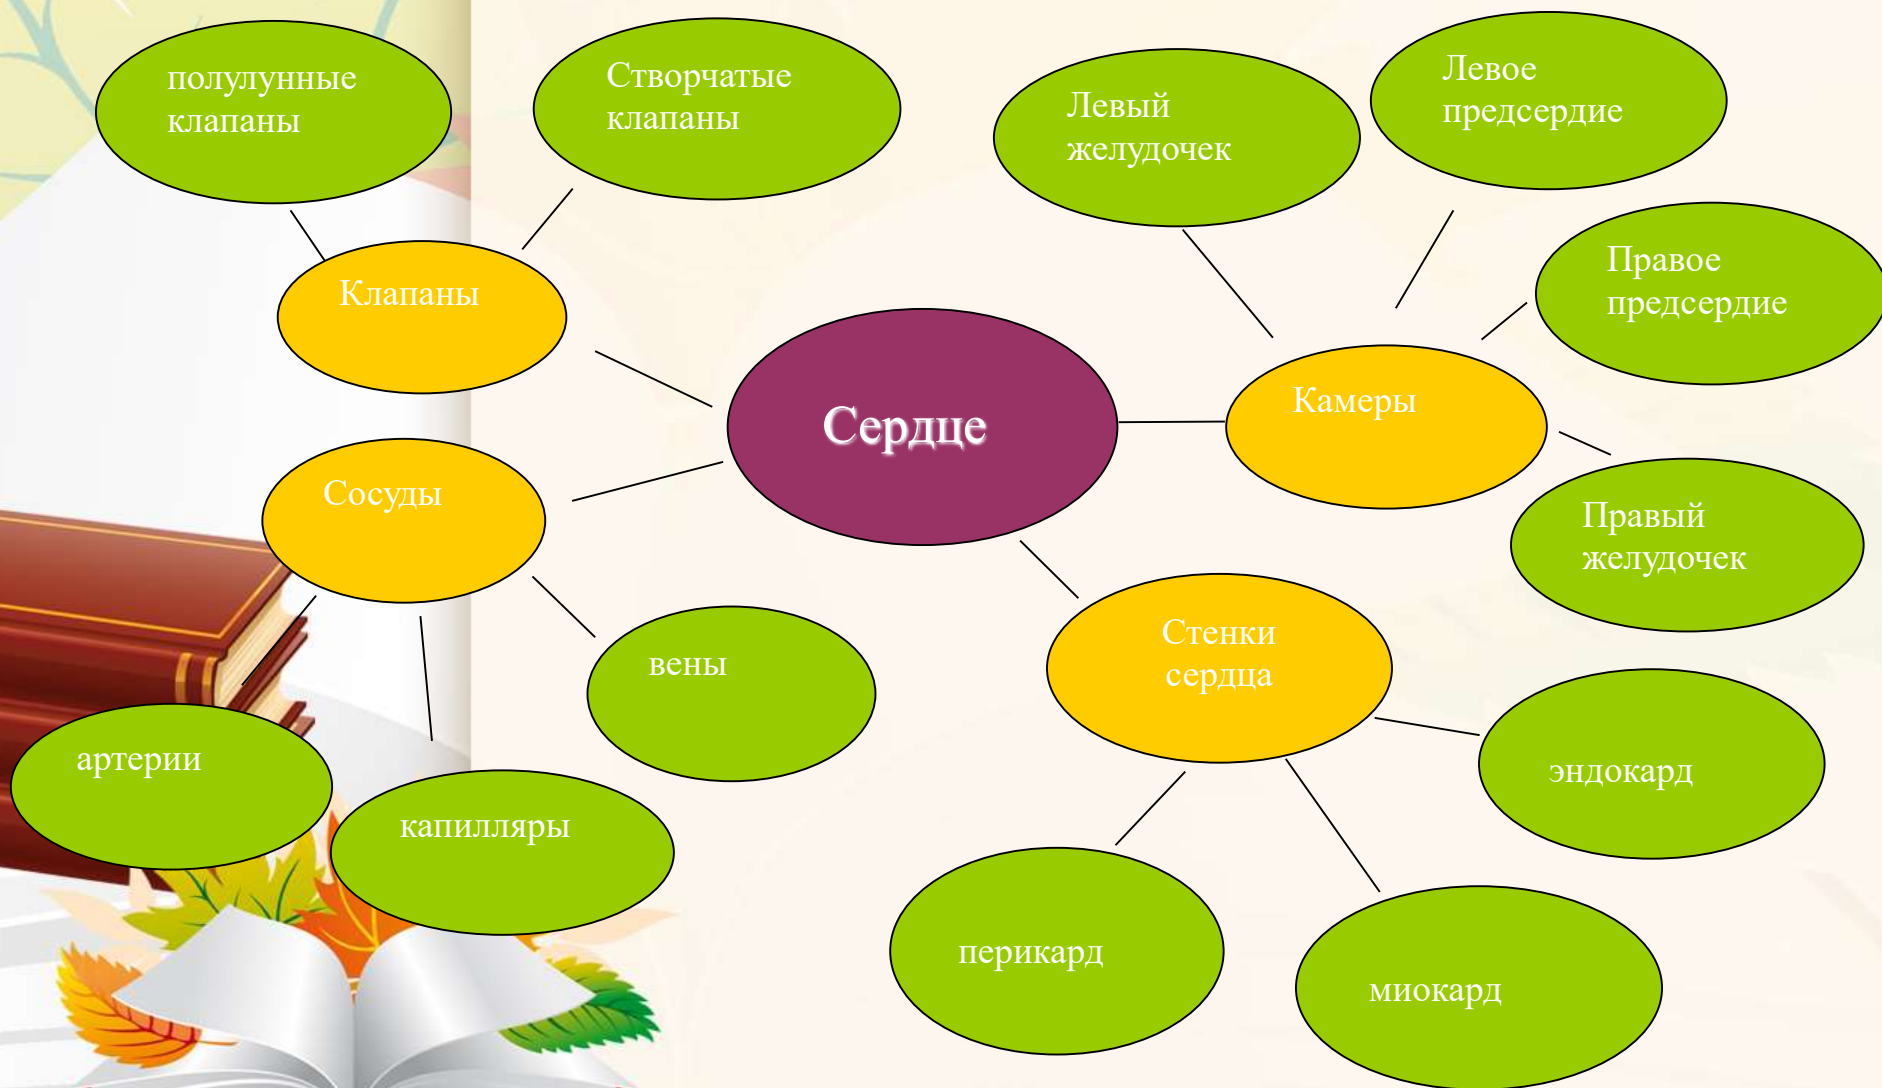 полулунные
клапаны
Створчатые
клапаны
Левый
желудочек
Левое
предсердие
Правое
предсердие
Клапаны
Камеры
Сердце
Сосуды
Правый
желудочек
Стенки
сердца
вены
артерии
капилляры
эндокард
перикард
миокард